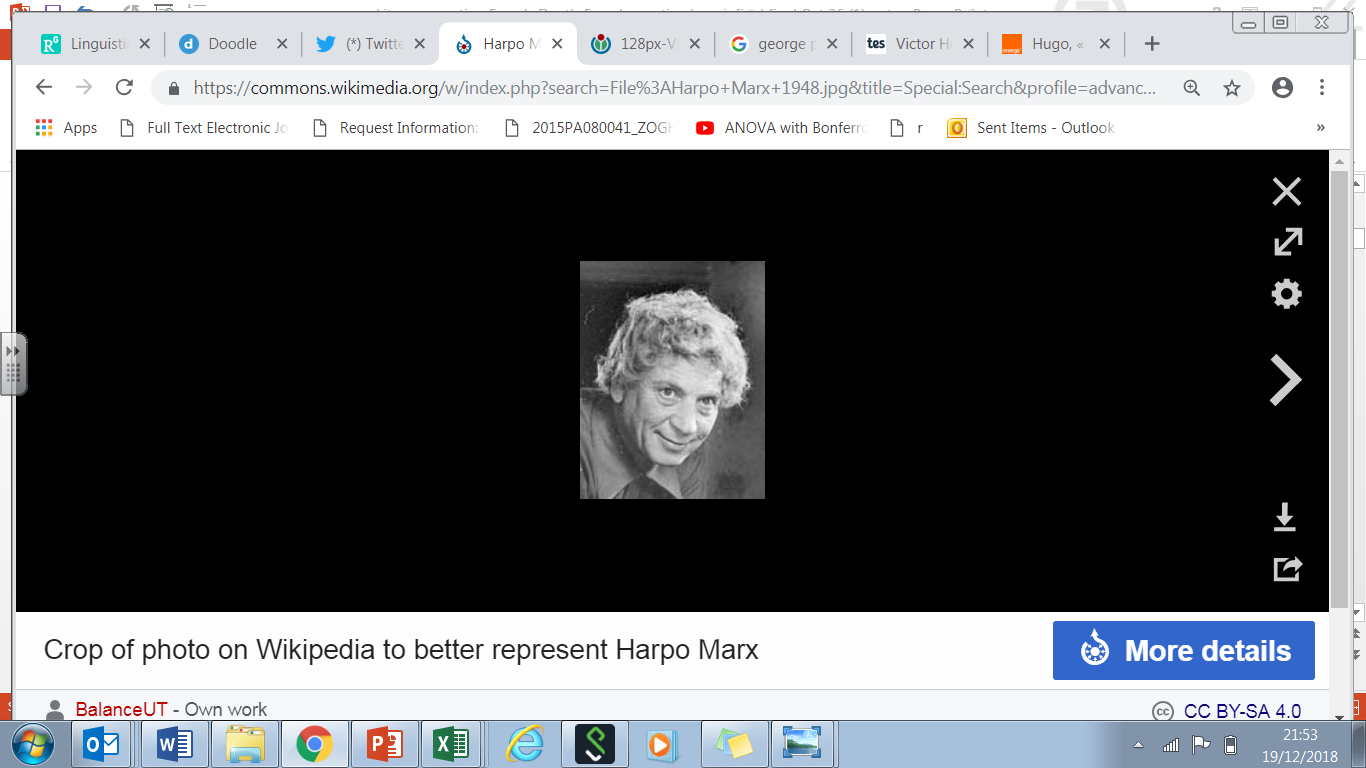 Linguisti
Doodle
(*) Twitte
Harpo M
128px-V
george p
tes Victor H
orange Hugo, «
https://commons.wikimedia.org/w/index.php?search=File%3AHarpo+Marx+1948.jpg&title=Special:Search&profile=advanc...
Apps
Full Text Electronic Jo
Request Information:
2015PA080041_ZOGH
ANOVA with Bonferro
r
Sent Items - Outlook
»
Crop of photo on Wikipedia to better represent Harpo Marx
More details
BalanceUT - Own work
cc CC BY-SA 4.0
21:53
19/12/2018